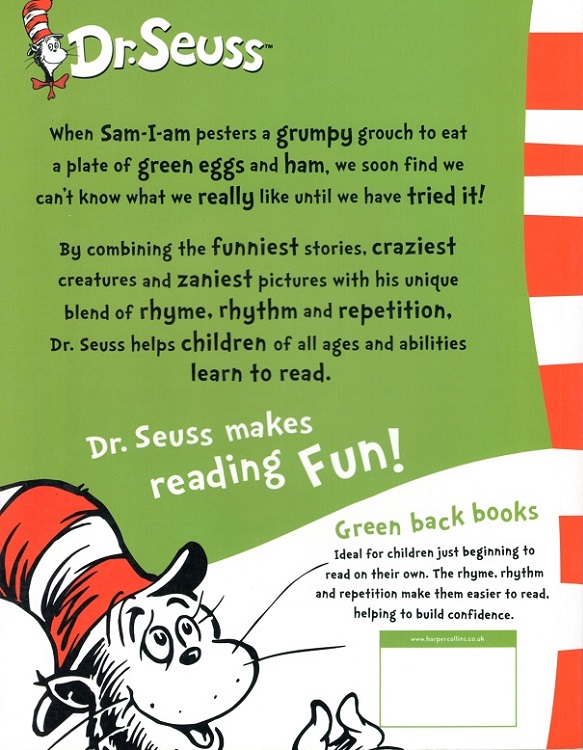 Dr. Seuss™
When Sam-I-am pesters a grumpy grouch to eat
a plate of green eggs and ham, we soon find we
can't know what we really like until we have tried it!
By combining the funniest stories, craziest
creatures and zaniest pictures with his unique
blend of rhyme, rhythm and repetition,
Dr. Seuss helps children of all ages and abilities
learn to read.
Dr. Seuss makes
reading Fun!
Green back books
Ideal for children just beginning to
read on their own. The rhyme, rhythm
and repetition make them easier to read,
helping to build confidence.
www.harpercollins.co.uk